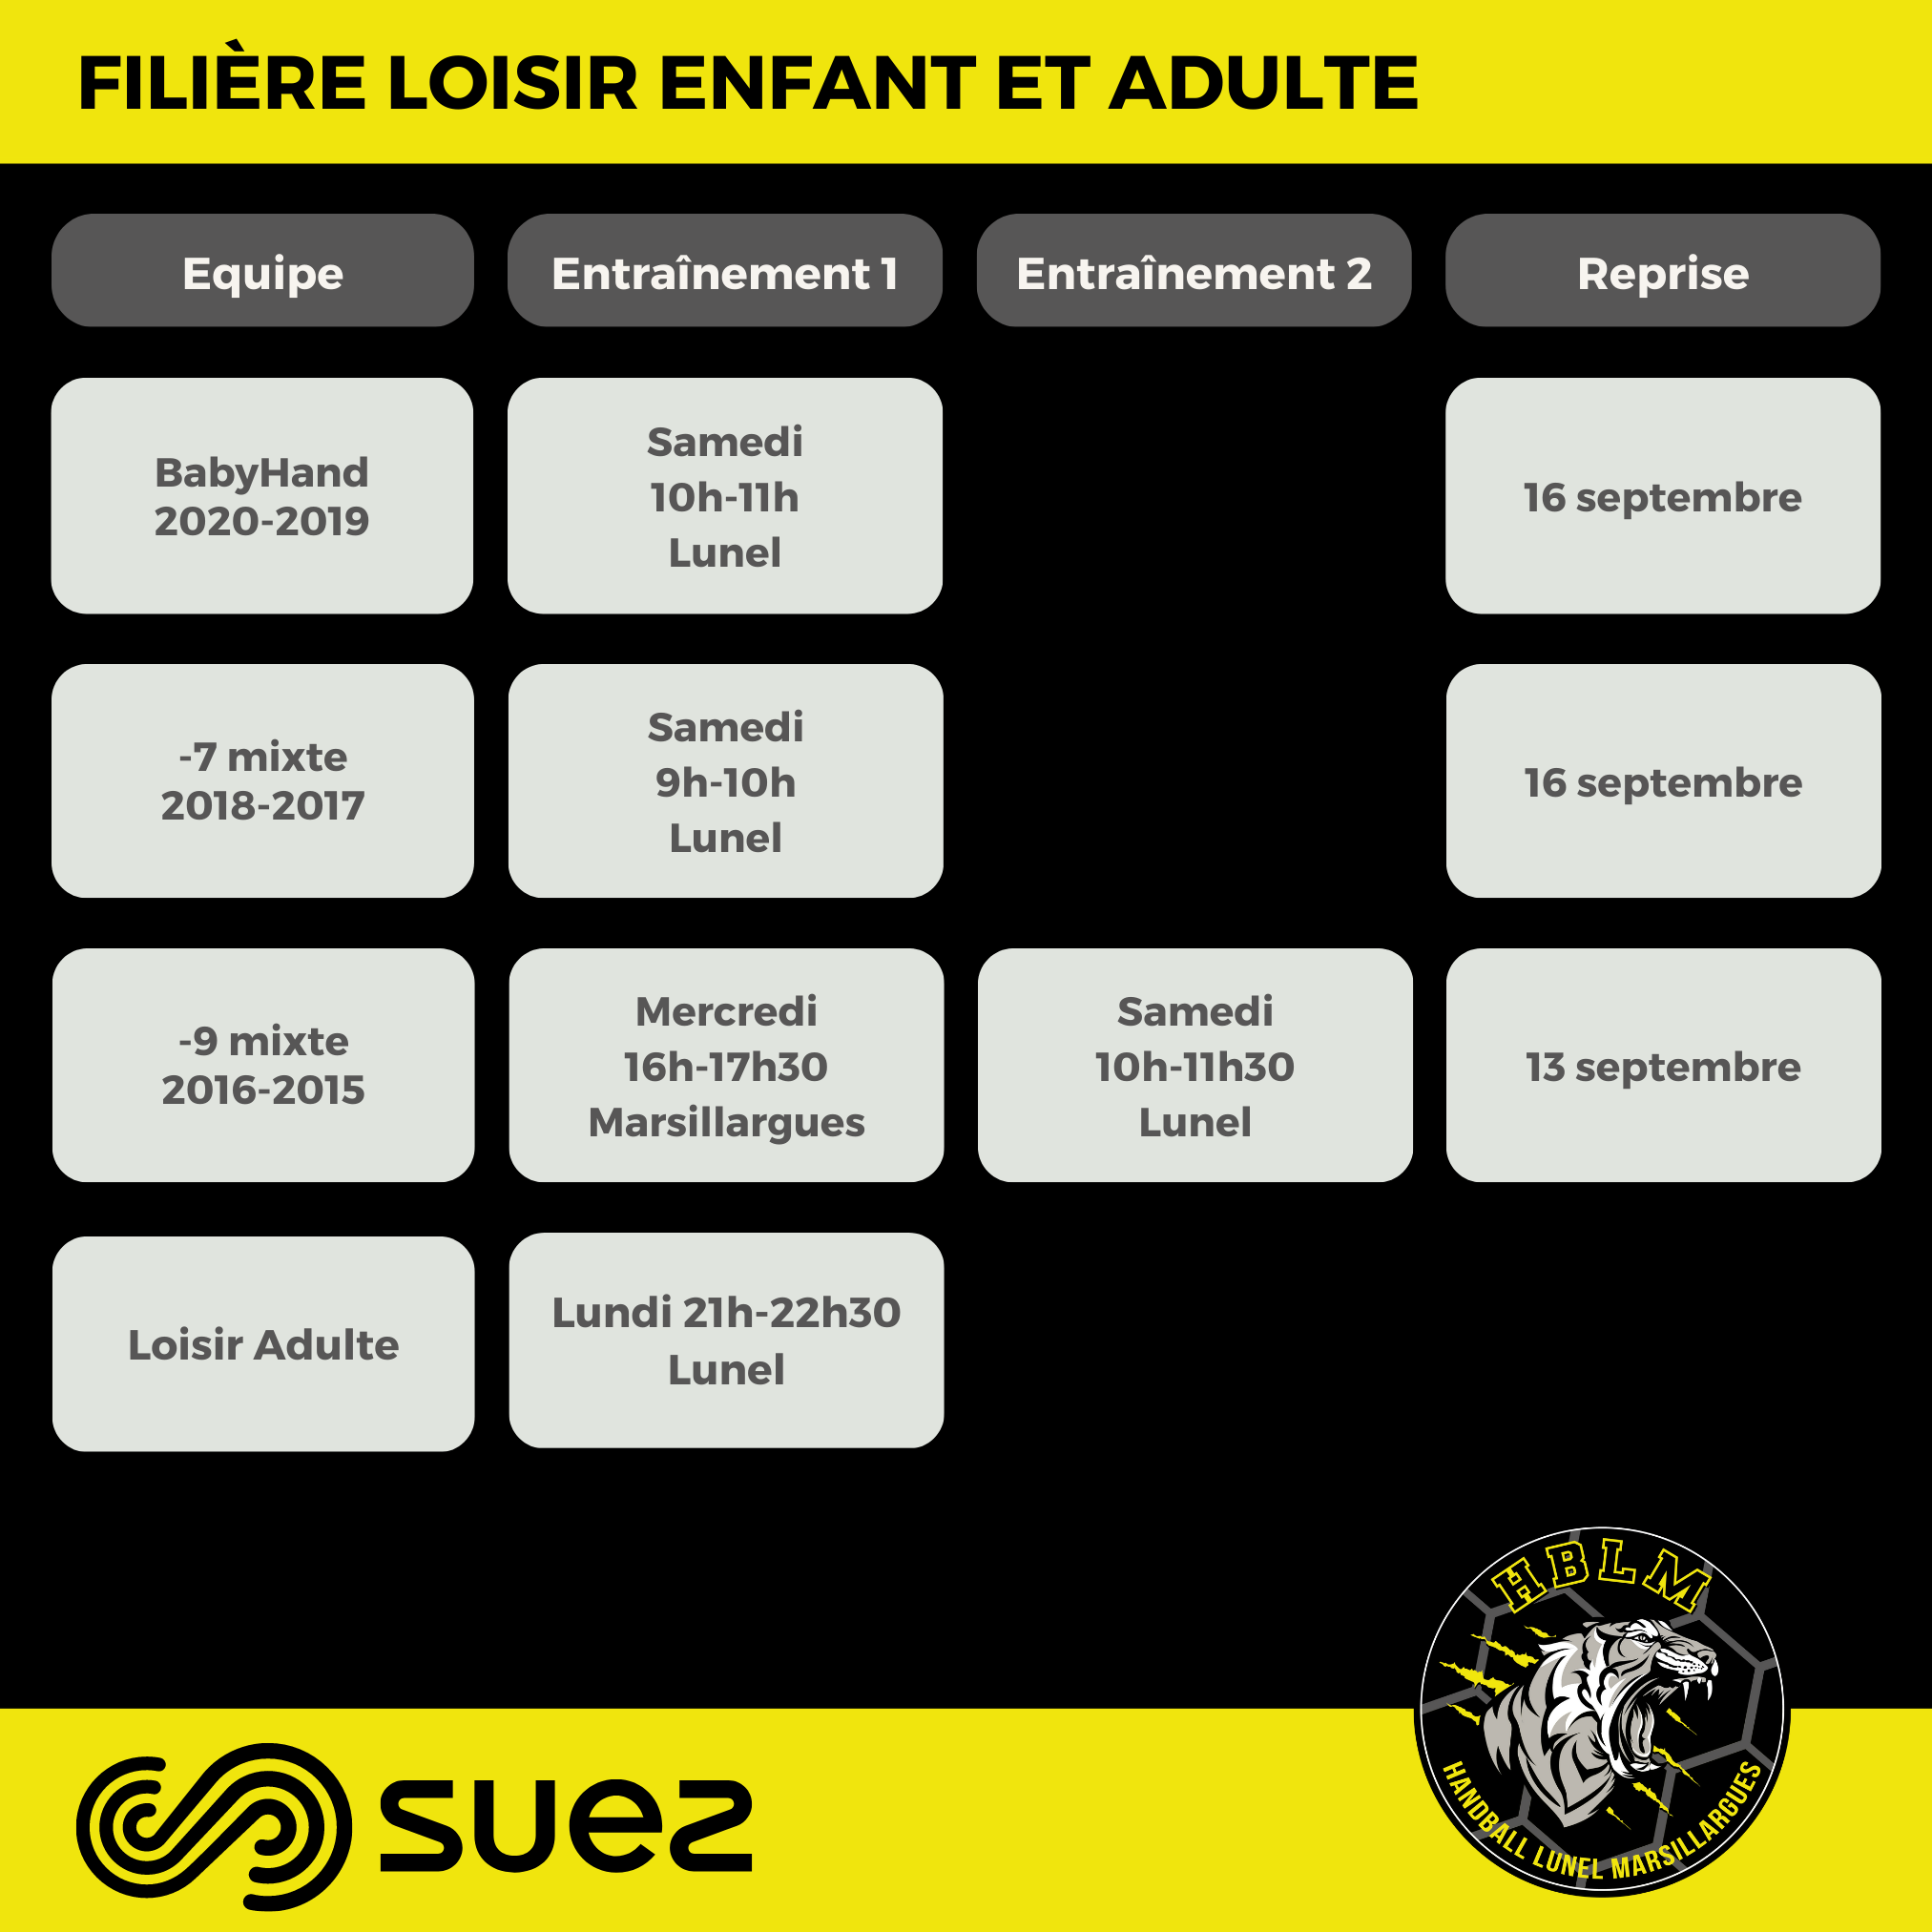 FILIÈRE LOISIR ENFANT ET ADULTE
Equipe
Entraînement 1
Entraînement 2
Reprise
BabyHand
2020-2019
Samedi
10h-11h
Lunel
16 septembre
-7 mixte
2018-2017
Samedi
9h-10h
Lunel
16 septembre
-9 mixte
2016-2015
Mercredi
16h-17h30
Marsillargues
Samedi
10h-11h30
Lunel
13 septembre
Loisir Adulte
Lundi 21h-22h30
Lunel
suez
HBLM
HANDBALL LUNEL MARSILLARGUES